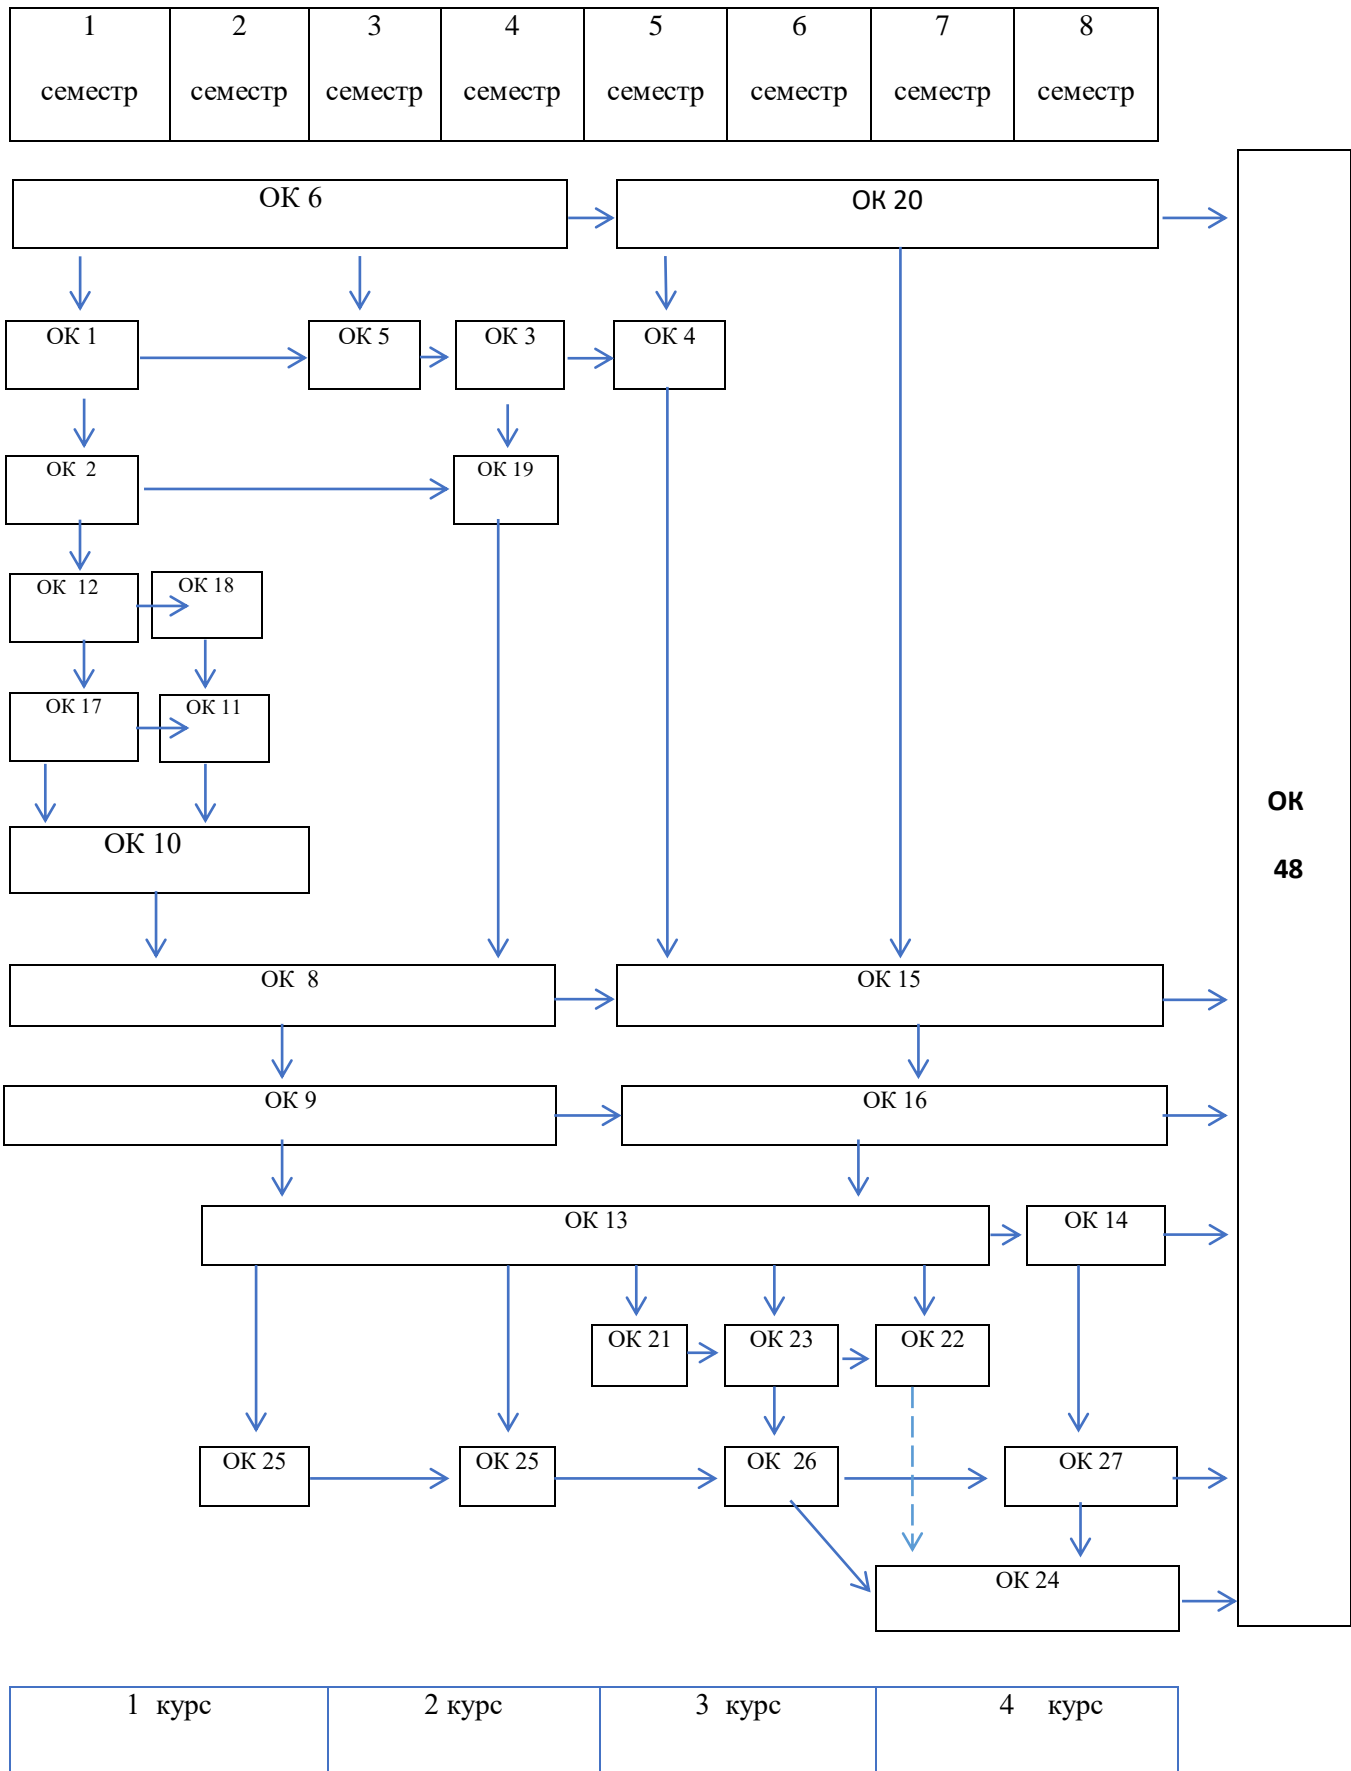 1 2 3 4 5 6 7 8
семестр семестр семестр семестр семестр семестр семестр семестр
ОК 6 ОК 20
ОК 1 ОК 5 ОК 3 ОК 4
ОК 2 ОК 19
ОК 12 ОК 18
ОК 17 ОК 11
ОК
ОК 10
48
ОК 8 ОК 15
ОК 9 ОК 16
ОК 13 ОК 14
ОК 21 ОК 23 ОК 22
ОК 25 ОК 25 ОК 26 ОК 27
ОК 24
1 курс 2 курс 3 курс 4 курс